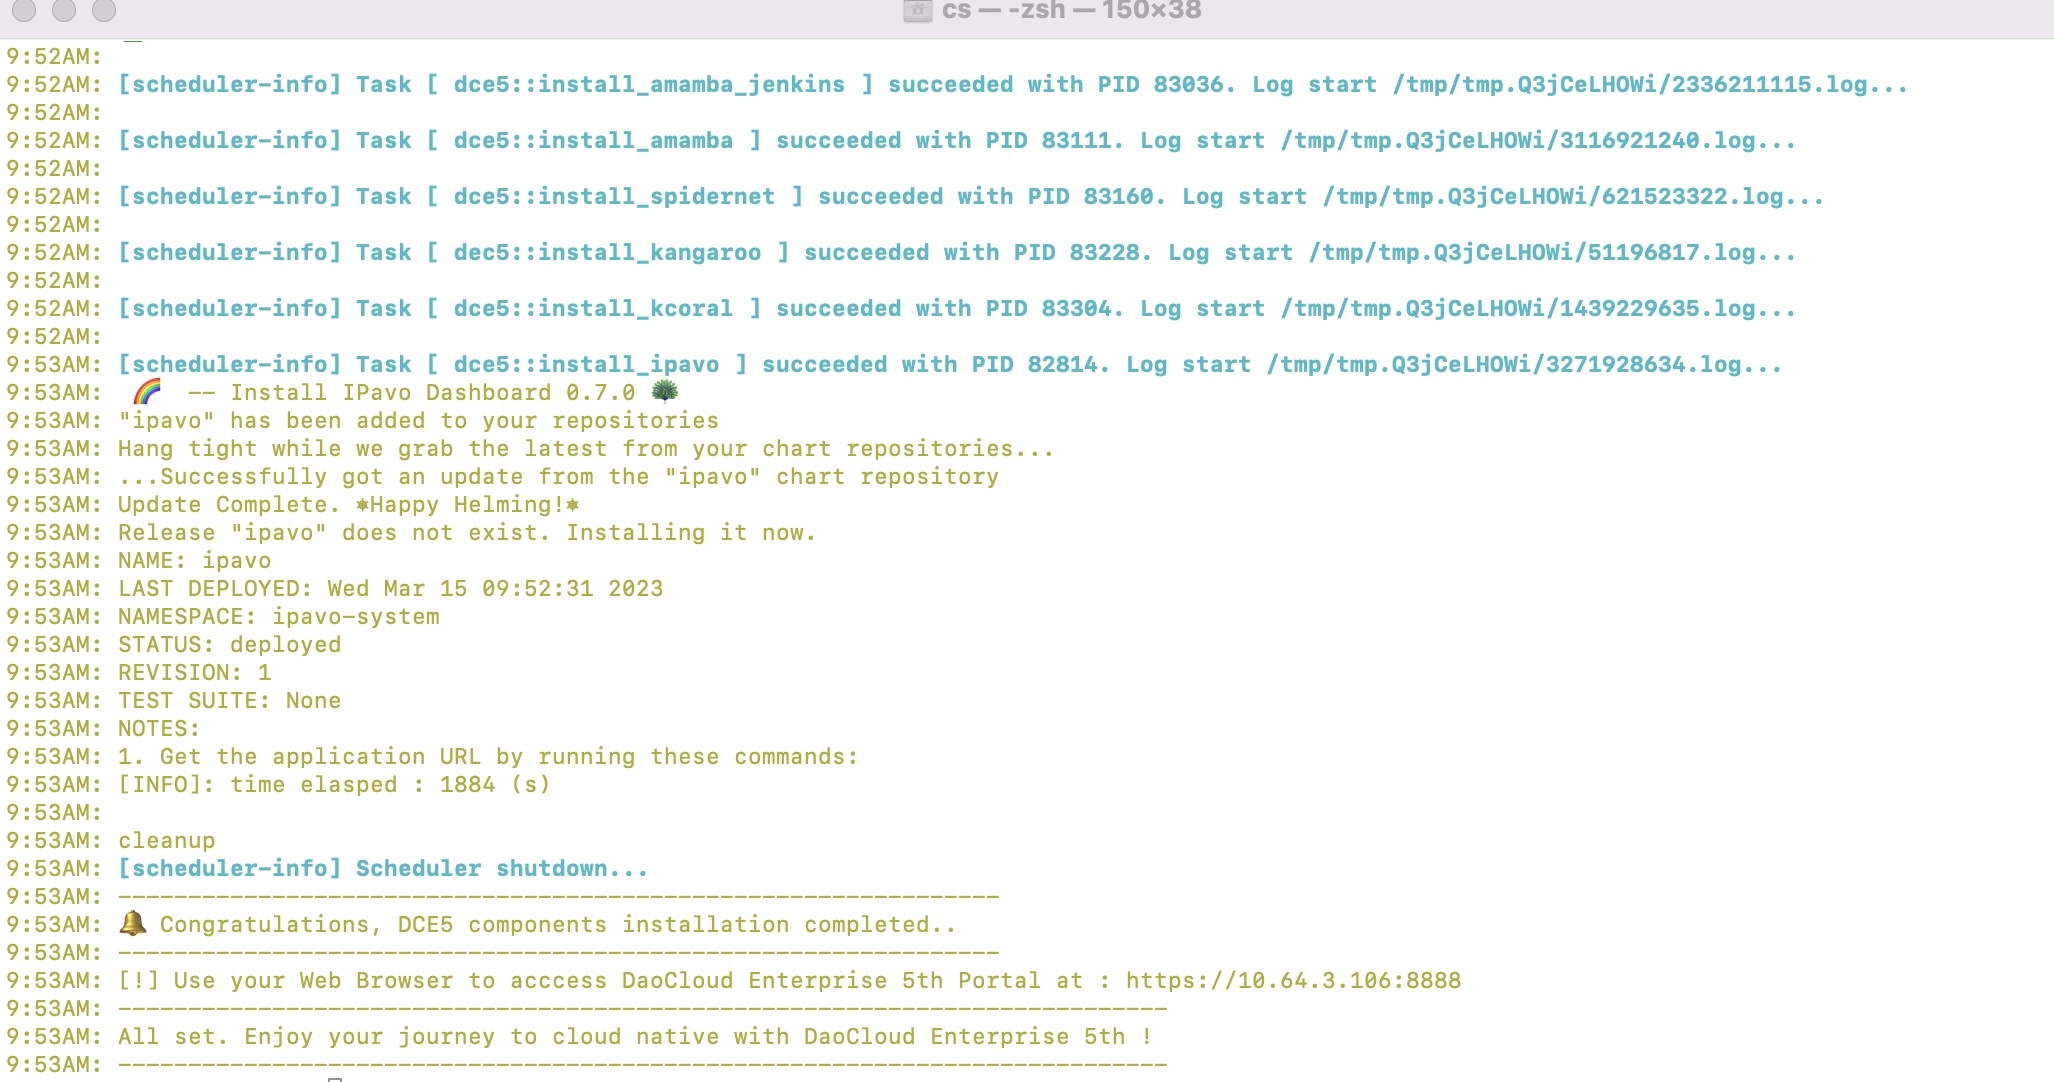 cs — -zsh — 150×38
9:52AM:
9:52AM: [scheduler-info] Task [ dce5::install_amamba_jenkins ] succeeded with PID 83036. Log start /tmp/tmp.Q3jCeLHOWi/2336211115.log...
9:52AM:
9:52AM: [scheduler-info] Task [ dce5::install_amamba ] succeeded with PID 83111. Log start /tmp/tmp.Q3jCeLHOWi/3116921240.log...
9:52AM:
9:52AM: [scheduler-info] Task [ dce5::install_spidernet ] succeeded with PID 83160. Log start /tmp/tmp.Q3jCeLHOWi/621523322.log...
9:52AM:
9:52AM: [scheduler-info] Task [ dec5::install_kangaroo ] succeeded with PID 83228. Log start /tmp/tmp.Q3jCeLHOWi/51196817.log...
9:52AM:
9:52AM: [scheduler-info] Task [ dce5::install_kcoral ] succeeded with PID 83304. Log start /tmp/tmp.Q3jCeLHOWi/1439229635.log...
9:52AM:
9:53AM: [scheduler-info] Task [ dce5::install_ipavo ] succeeded with PID 82814. Log start /tmp/tmp.Q3jCeLHOWi/3271928634.log...
9:53AM: 🌈 -- Install IPavo Dashboard 0.7.0 🦚
9:53AM: "ipavo" has been added to your repositories
9:53AM: Hang tight while we grab the latest from your chart repositories...
9:53AM: ...Successfully got an update from the "ipavo" chart repository
9:53AM: Update Complete. ⎈Happy Helming!⎈
9:53AM: Release "ipavo" does not exist. Installing it now.
9:53AM: NAME: ipavo
9:53AM: LAST DEPLOYED: Wed Mar 15 09:52:31 2023
9:53AM: NAMESPACE: ipavo-system
9:53AM: STATUS: deployed
9:53AM: REVISION: 1
9:53AM: TEST SUITE: None
9:53AM: NOTES:
9:53AM: 1. Get the application URL by running these commands:
9:53AM: [INFO]: time elasped : 1884 (s)
9:53AM:
9:53AM: cleanup
9:53AM: [scheduler-info] Scheduler shutdown...
9:53AM: ---------------------------------------------------------------
9:53AM: 🔔 Congratulations, DCE5 components installation completed..
9:53AM: ---------------------------------------------------------------
9:53AM: [!] Use your Web Browser to acccess DaoCloud Enterprise 5th Portal at : https://10.64.3.106:8888
9:53AM: ---------------------------------------------------------------------------
9:53AM: All set. Enjoy your journey to cloud native with DaoCloud Enterprise 5th !
9:53AM: ---------------------------------------------------------------------------